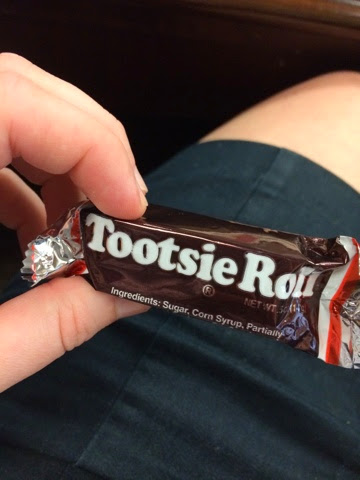 Tootsie Roll
®
NET WT.
Ingredients: Sugar, Corn Syrup, Partially